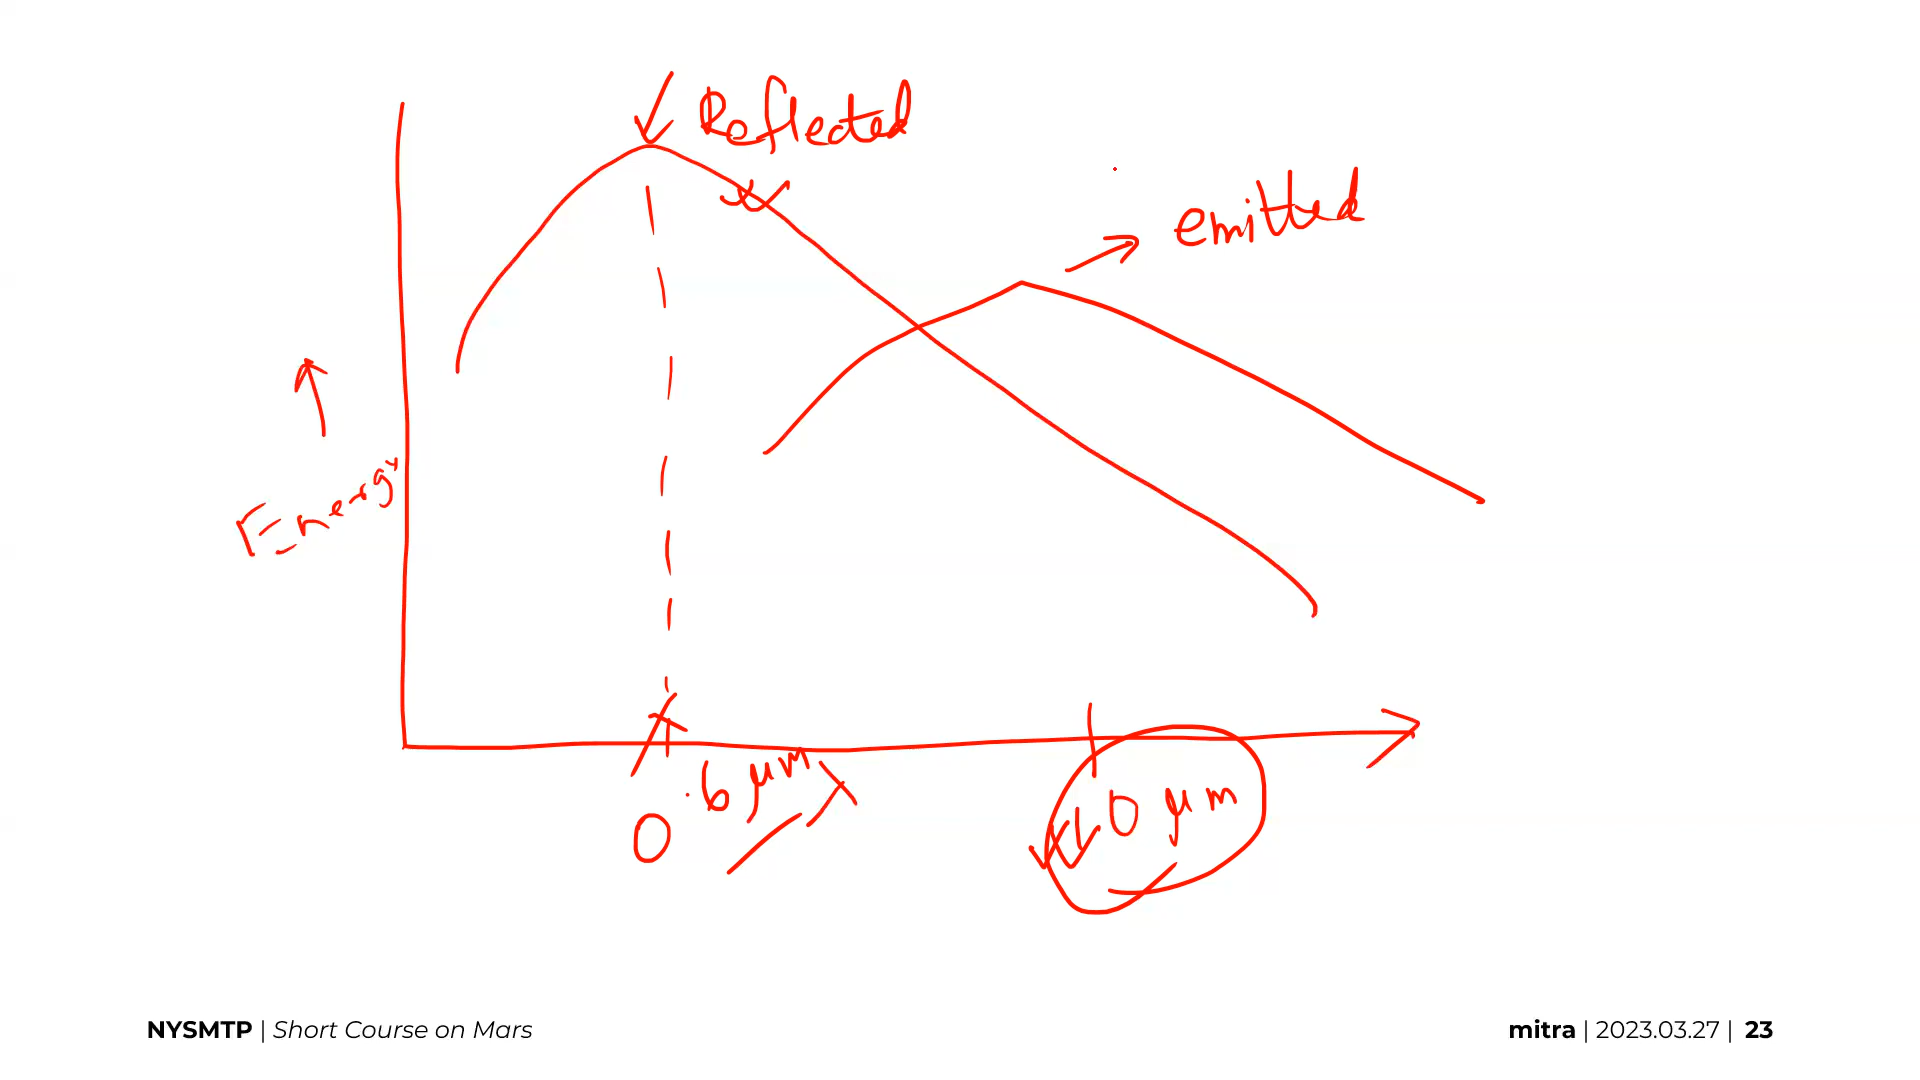 Reflected
emitted
Energy
0.6 μm
10 μm
NYSMTP | Short Course on Mars
mitra | 2023.03.27 | 23